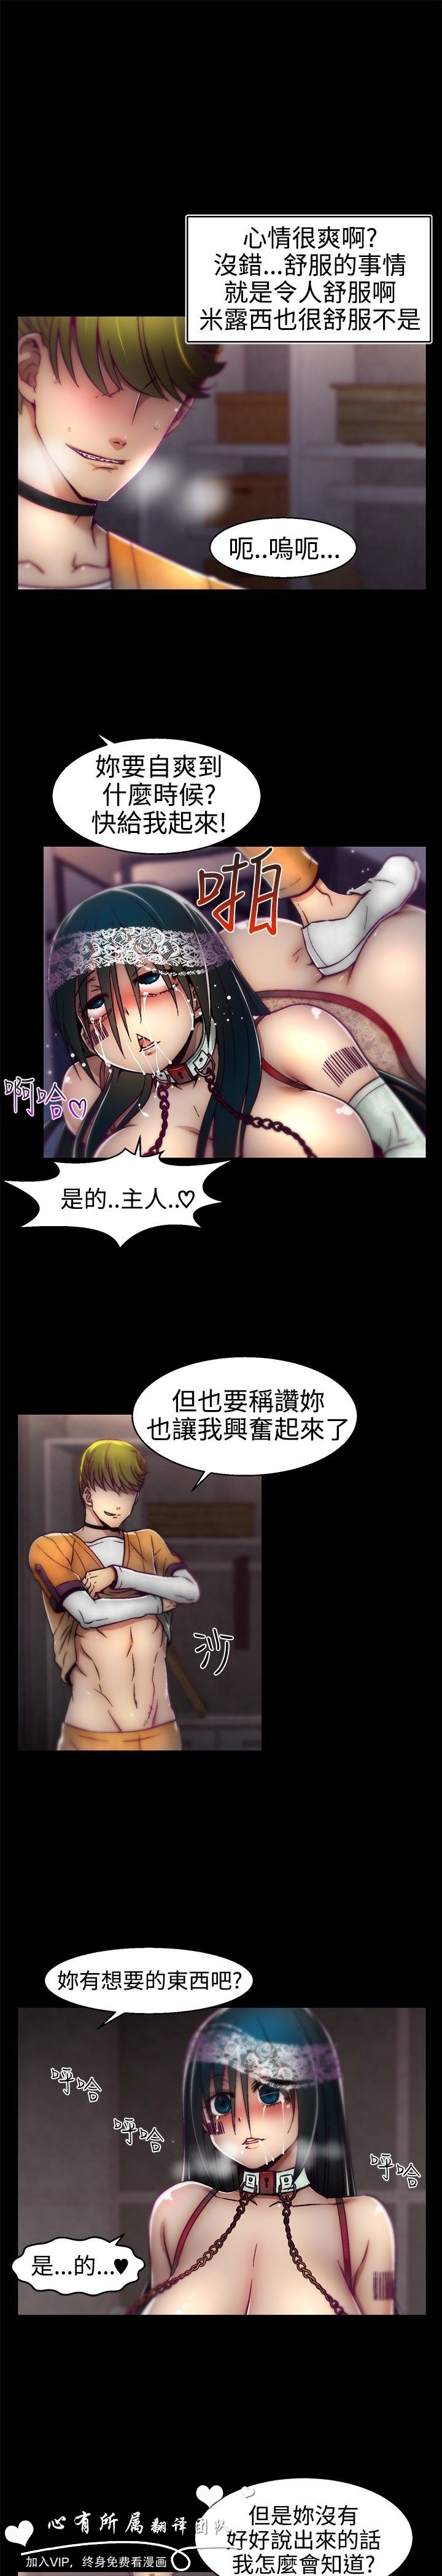 心情很爽啊?
沒錯...舒服的事情
就是令人舒服啊
米露西也很舒服不是
呃..嗚呃...
妳要自爽到
什麼時候?
快給我起來!
啪
啊哈♡
是的..主人..♥
但也要稱讚妳
也讓我興奮起來了
沙
妳有想要的東西吧?
呼哈
呼哈
呼哈
是...的...♥
但是妳沒有
好好說出來的話
我怎麼會知道?
心有所属翻译团队
加入VIP，终身免费看漫画